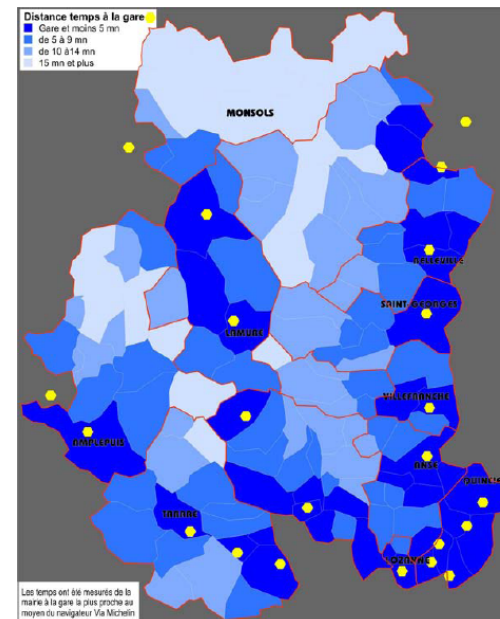 Distance temps à la gare
Gare et moins 5 mn
de 5 à 9 mn
de 10 à14 mn
15 mn et plus
MONSOLS
BELLEVILLE
SAINT-GEORGES
LAMURE
VILLEFRANCHE
AMPLEPUIS
ANSE
TARARE
LOZANNE
Les temps ont été mesurés de la
mairie à la gare la plus proche au
moyen du navigateur Via Michelin